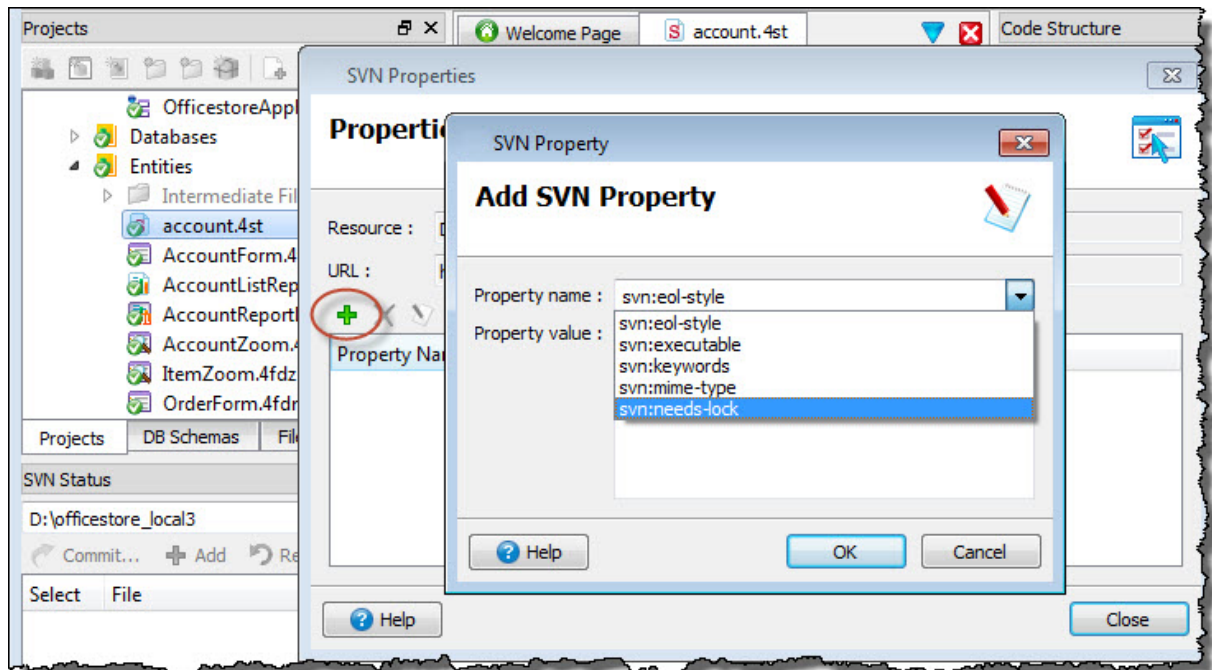 Projects
Welcome Page
account.4st
Code Structure
SVN Properties
OfficestoreAppl
Databases
Entities
Intermediate Fil
account.4st
AccountForm.4
AccountListRep
AccountReport
AccountZoom.4
ItemZoom.4fdz
OrderForm.4fdr
Projects
DB Schemas
File
SVN Status
D:\officestore_local3
Commit...
Add
Re
Select
File
Propertie
Resource :
URL :
Property Nar
Help
Close
SVN Property
Add SVN Property
Property name :
svn:eol-style
Property value :
svn:eol-style
svn:executable
svn:keywords
svn:mime-type
svn:needs-lock
Help
OK
Cancel